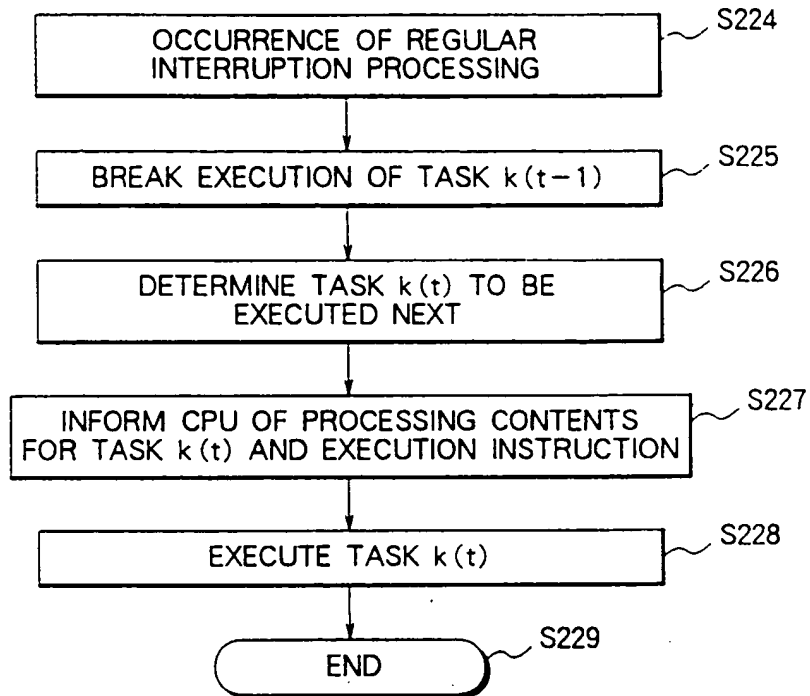 S224
OCCURRENCE OF REGULAR
INTERRUPTION PROCESSING
S225
BREAK EXECUTION OF TASK k(t-1)
S226
DETERMINE TASK k(t) TO BE
EXECUTED NEXT
S227
INFORM CPU OF PROCESSING CONTENTS
FOR TASK k(t) AND EXECUTION INSTRUCTION
S228
EXECUTE TASK k(t)
S229
END